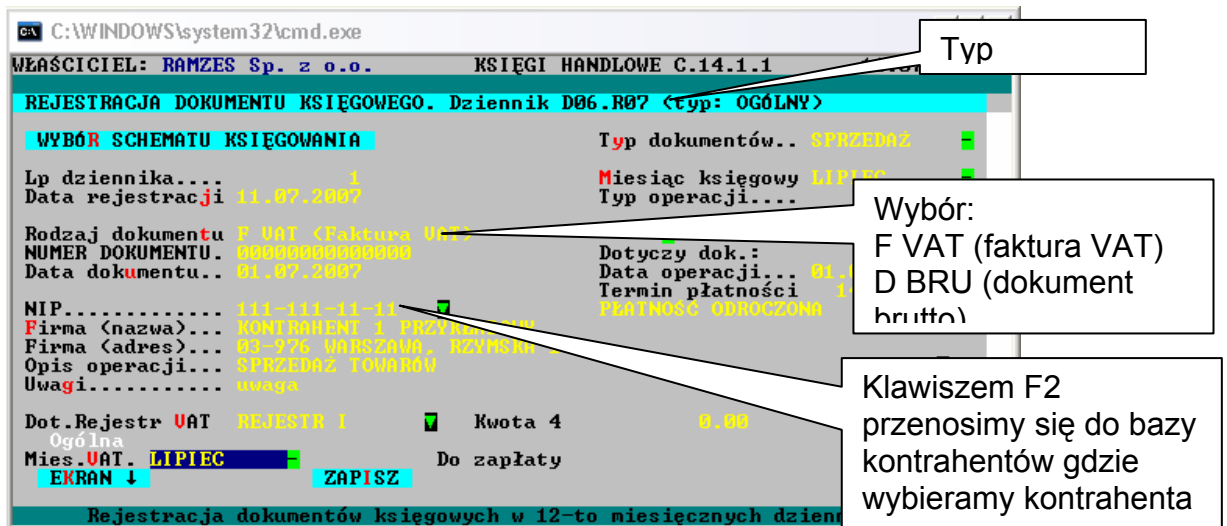 C:\WINDOWS\system32\cmd.exe
WŁAŚCICIEL: RAMZES Sp. z o.o. KSIĘGI HANDLOWE C.14.1.1
Typ
REJESTRACJA DOKUMENTU KSIĘGOWEGO. Dziennik D06.R07 (typ: OGÓLNY)
WYBÓR SCHEMATU KSIĘGOWANIA Typ dokumentów.. SPRZEDAŻ
Lp dziennika.... 1 Miesiąc księgowy LIPIEC
Data rejestracji 11.07.2007 Typ operacji....
Rodzaj dokumentu F VAT (Faktura VAT)
NUMER DOKUMENTU. 00000000000000 Dotyczy dok.:
Data dokumentu.. 01.07.2007 Data operacji...
Termin płatności
NIP............. 111-111-11-11 PŁATNOŚĆ ODROCZONA
Firma (nazwa)... KONTRAHENT 1
Firma (adres)... 03-976 WARSZAWA,
Opis operacji... SPRZEDAŻ TOWARÓW
Uwagi........... uwaga
Wybór:
F VAT (faktura VAT)
D BRU (dokument
brutto)
Klawiszem F2
przenosimy się do bazy
kontrahentów gdzie
wybieramy kontrahenta
Dot.Rejestr VAT REJESTR I Kwota 4 0.00
Ogólna
Mies.VAT. LIPIEC Do zapłaty
EKRAN ↓ ZAPISZ
Rejestracja dokumentów księgowych w 12-to miesięcznych